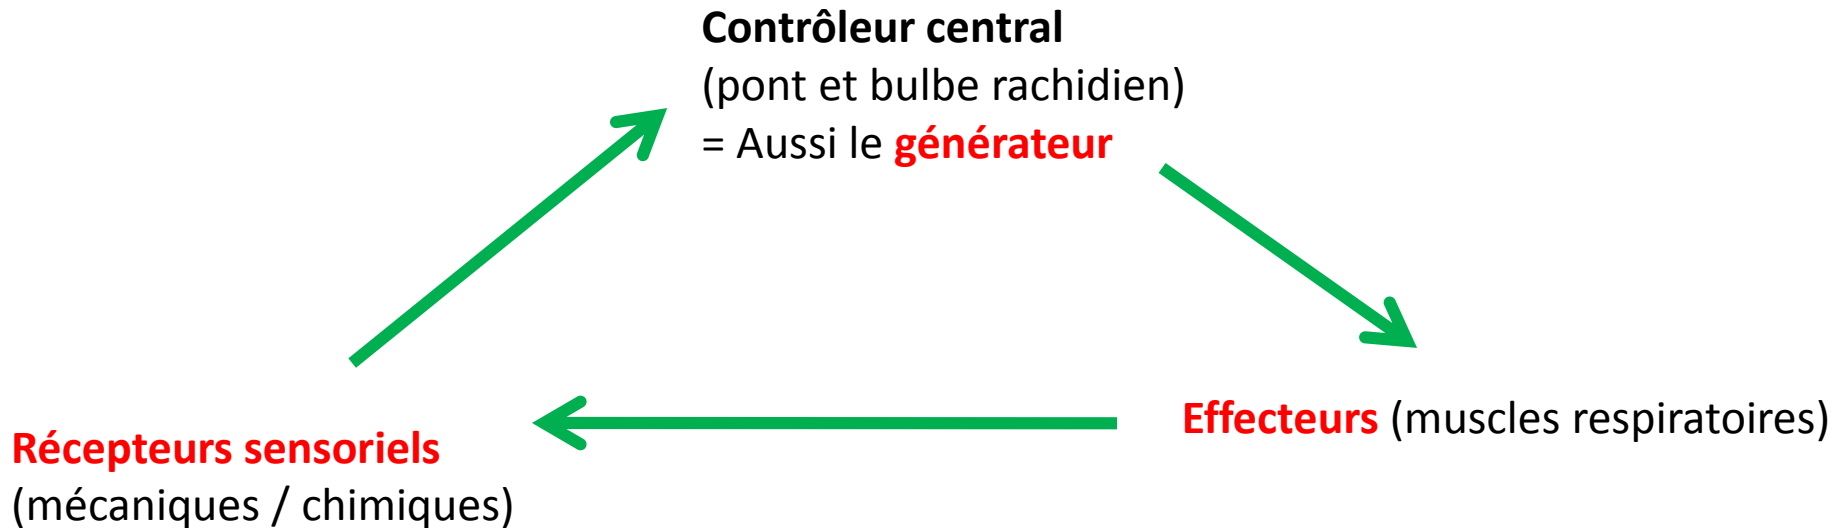 Contrôleur central
(pont et bulbe rachidien)
= Aussi le générateur
Effecteurs (muscles respiratoires)
Récepteurs sensoriels
(mécaniques / chimiques)